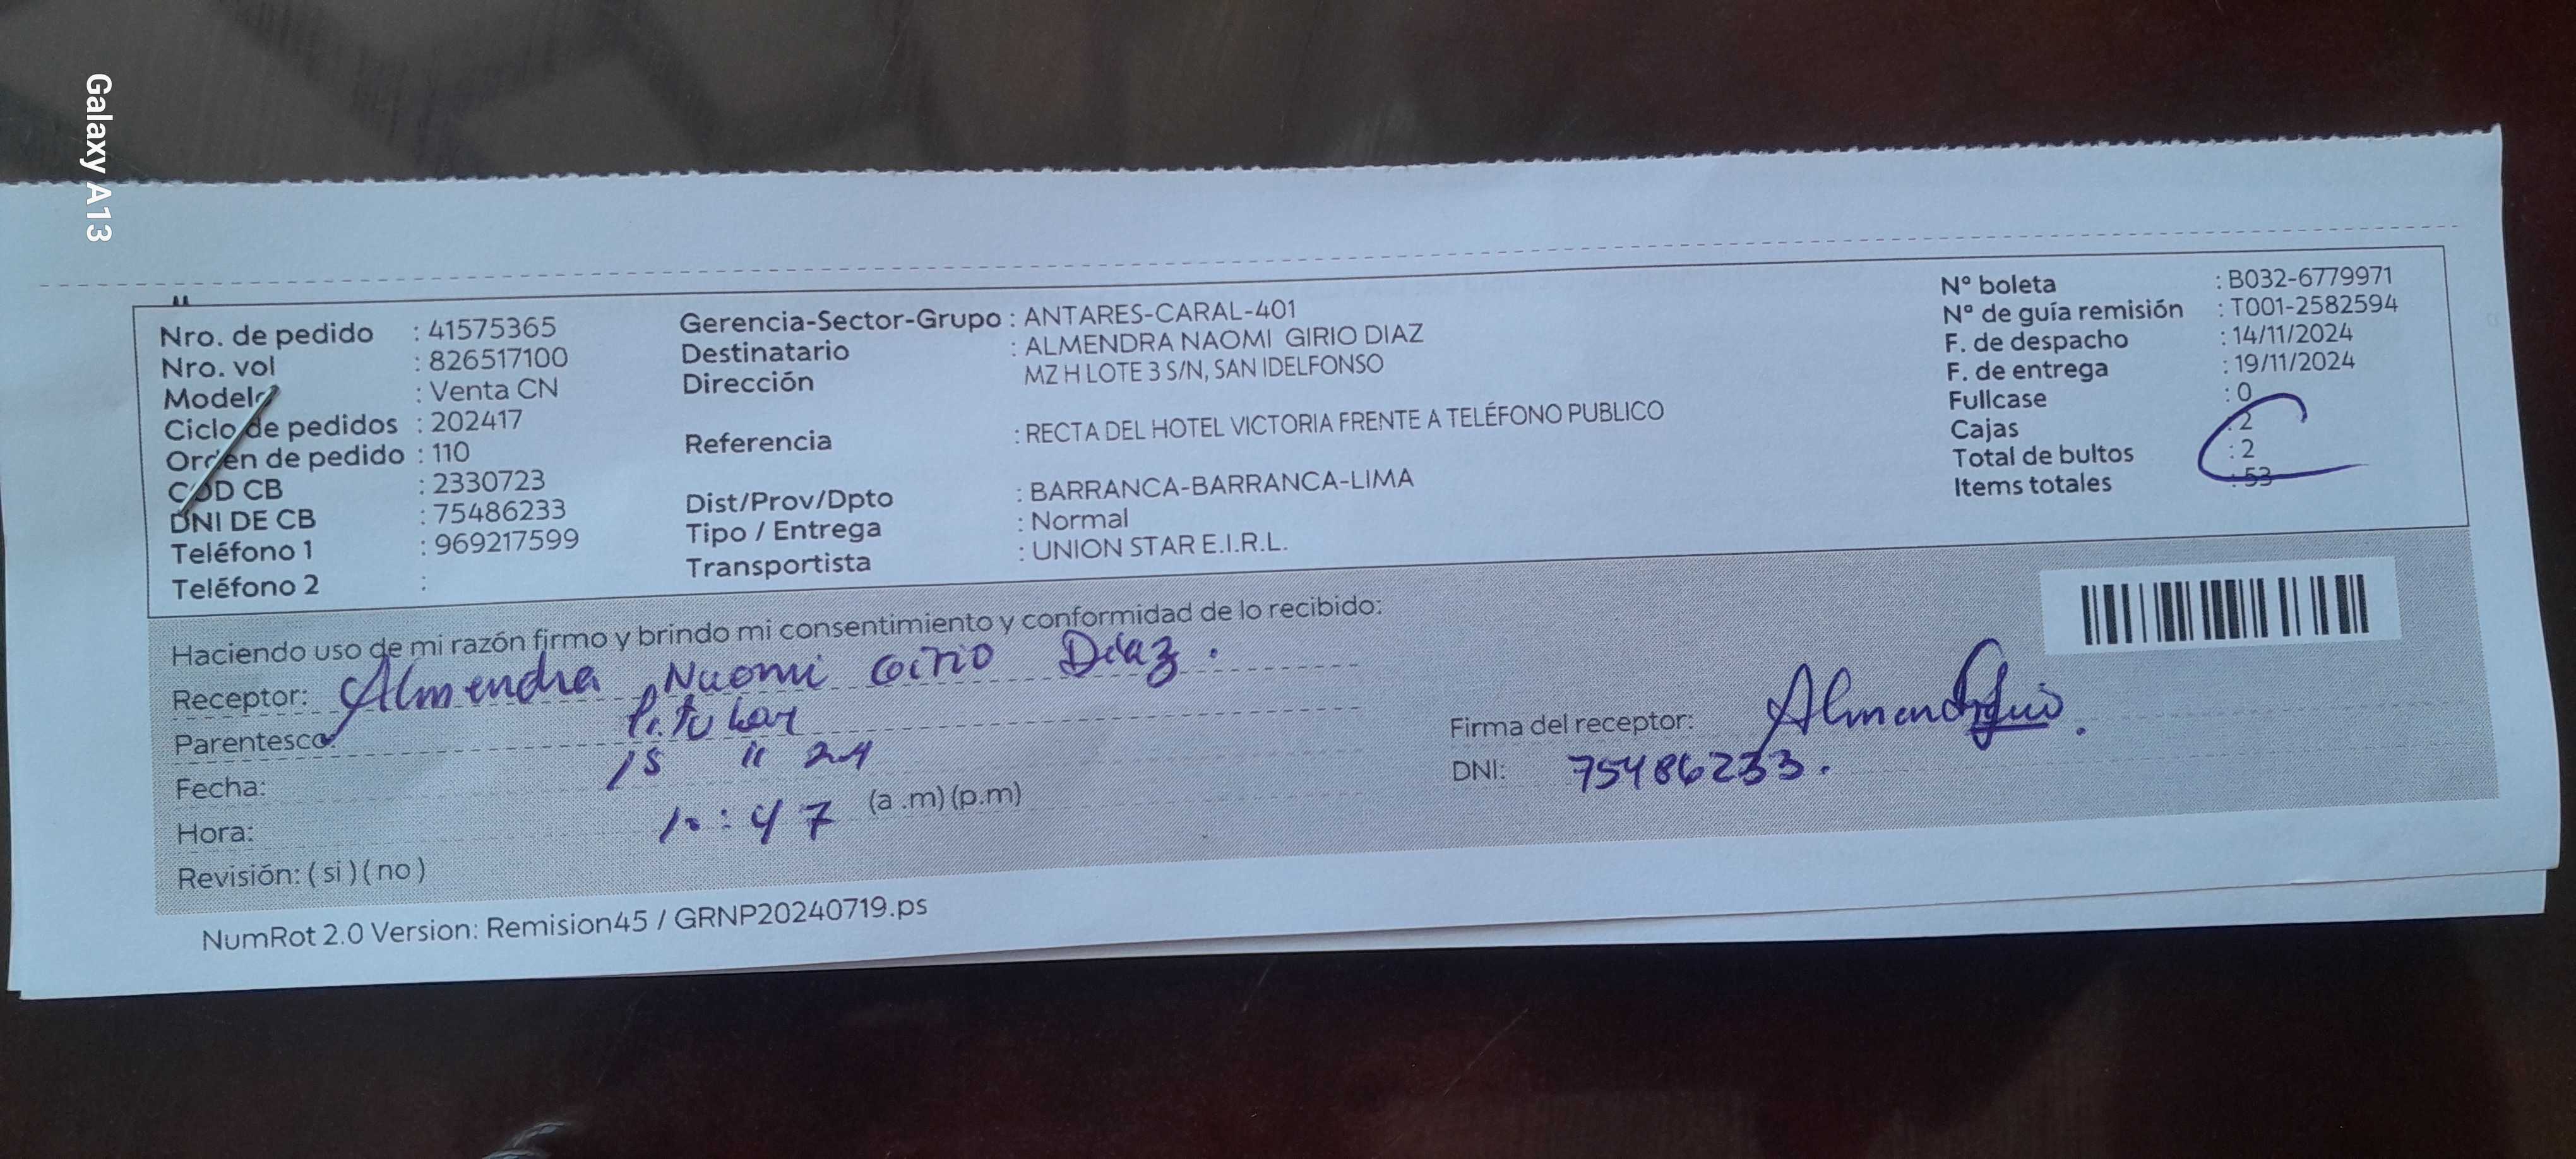 Galaxy A13
Nro. de pedido : 41575365
Nro. vol : 826517100
Modelo : Venta CN
Ciclo de pedidos : 202417
Orden de pedido : 110
COD CB : 2330723
DNI DE CB : 75486233
Teléfono 1 : 969217599
Teléfono 2 :
Gerencia-Sector-Grupo : ANTARES-CARAL-401
Destinatario : ALMENDRA NAOMI GIRIO DIAZ
Dirección MZ H LOTE 3 S/N, SAN IDELFONSO
Referencia : RECTA DEL HOTEL VICTORIA FRENTE A TELÉFONO PUBLICO
Dist/Prov/Dpto : BARRANCA-BARRANCA-LIMA
Tipo / Entrega : Normal
Transportista : UNION STAR E.I.R.L.
Nº boleta : B032-6779971
Nº de guía remisión : T001-2582594
F. de despacho : 14/11/2024
F. de entrega : 19/11/2024
Fullcase : 0
Cajas : 2
Total de bultos : 2
Items totales : 53
Haciendo uso de mi razón firmo y brindo mi consentimiento y conformidad de lo recibido:
Receptor: Almendra Naomi Girio Diaz.
Parentesco:
Fecha: 15 11 24
Hora: 10:47 (a .m) (p.m)
Revisión: ( si ) ( no )
Firma del receptor: Almendra
DNI: 75486233.
NumRot 2.0 Version: Remision45 / GRNP20240719.ps